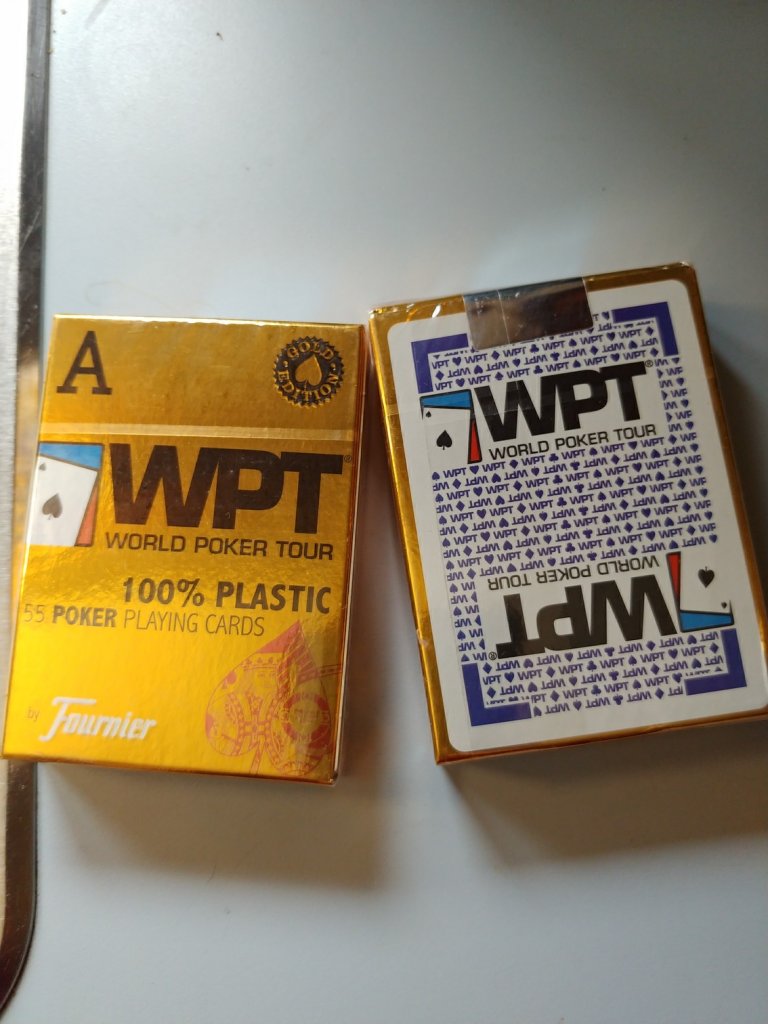 A
GOLD
EDITION
WPT®
WORLD POKER TOUR
100% PLASTIC
55 POKER PLAYING CARDS
by Fournier
WPT®
WORLD POKER TOUR
WORLD POKER TOUR
WPT®